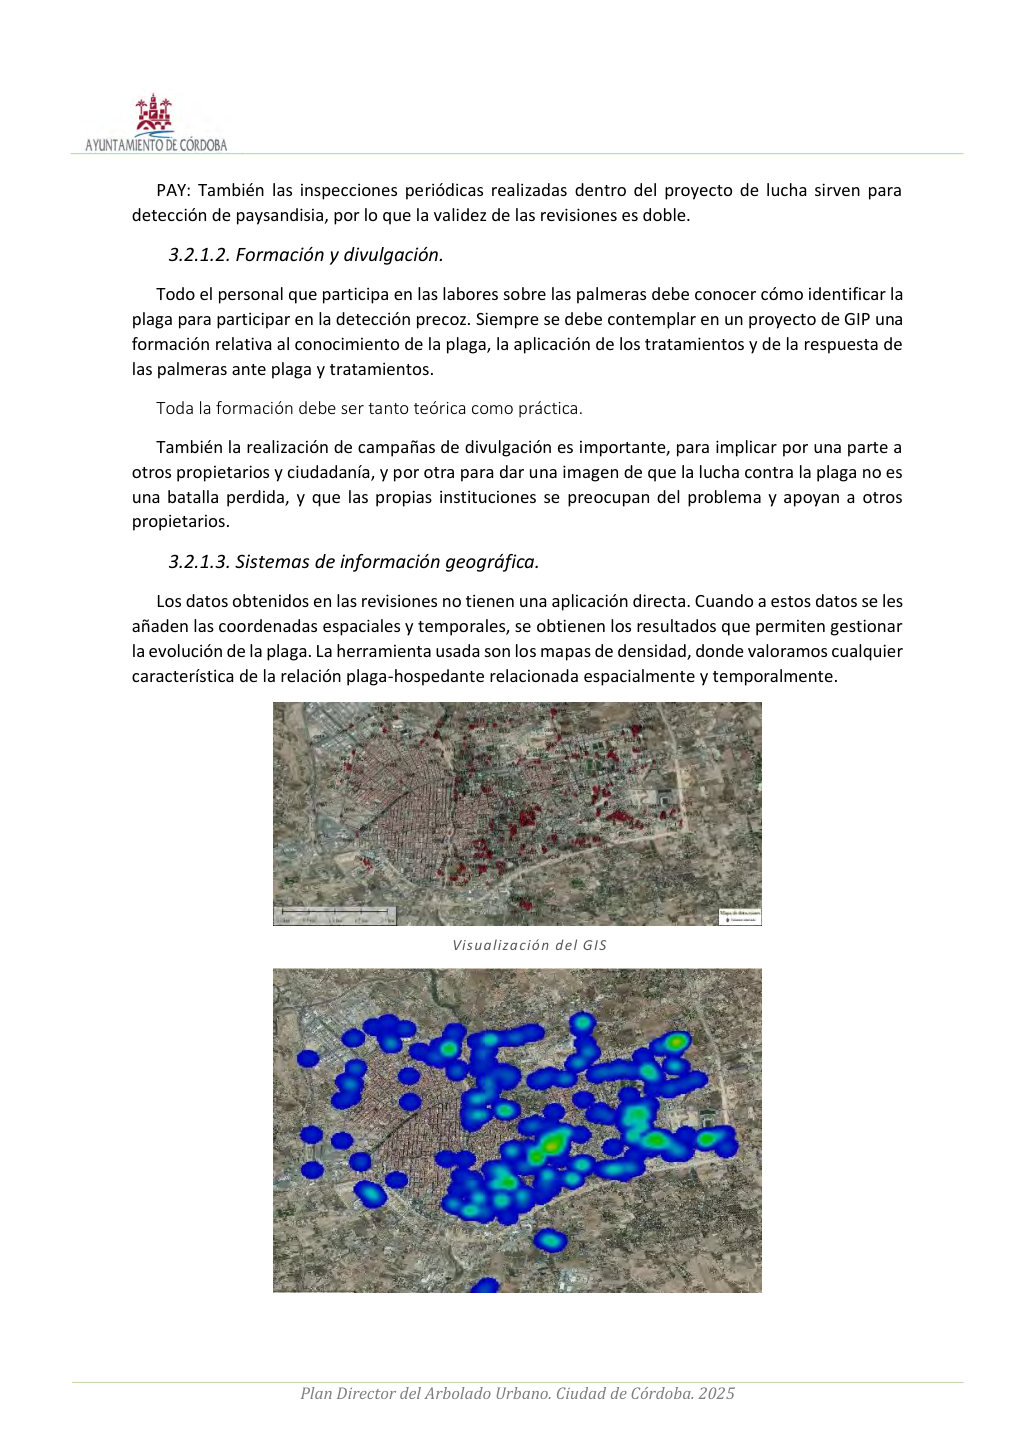 AYUNTAMIENTO DE CÓRDOBA
PAY: También las inspecciones periódicas realizadas dentro del proyecto de lucha sirven para
detección de paysandisia, por lo que la validez de las revisiones es doble.
3.2.1.2. Formación y divulgación.
Todo el personal que participa en las labores sobre las palmeras debe conocer cómo identificar la
plaga para participar en la detección precoz. Siempre se debe contemplar en un proyecto de GIP una
formación relativa al conocimiento de la plaga, la aplicación de los tratamientos y de la respuesta de
las palmeras ante plaga y tratamientos.
Toda la formación debe ser tanto teórica como práctica.
También la realización de campañas de divulgación es importante, para implicar por una parte a
otros propietarios y ciudadanía, y por otra para dar una imagen de que la lucha contra la plaga no es
una batalla perdida, y que las propias instituciones se preocupan del problema y apoyan a otros
propietarios.
3.2.1.3. Sistemas de información geográfica.
Los datos obtenidos en las revisiones no tienen una aplicación directa. Cuando a estos datos se les
añaden las coordenadas espaciales y temporales, se obtienen los resultados que permiten gestionar
la evolución de la plaga. La herramienta usada son los mapas de densidad, donde valoramos cualquier
característica de la relación plaga-hospedante relacionada espacialmente y temporalmente.
Mapa de detecciones
Visualización del GIS
Plan Director del Arbolado Urbano. Ciudad de Córdoba. 2025